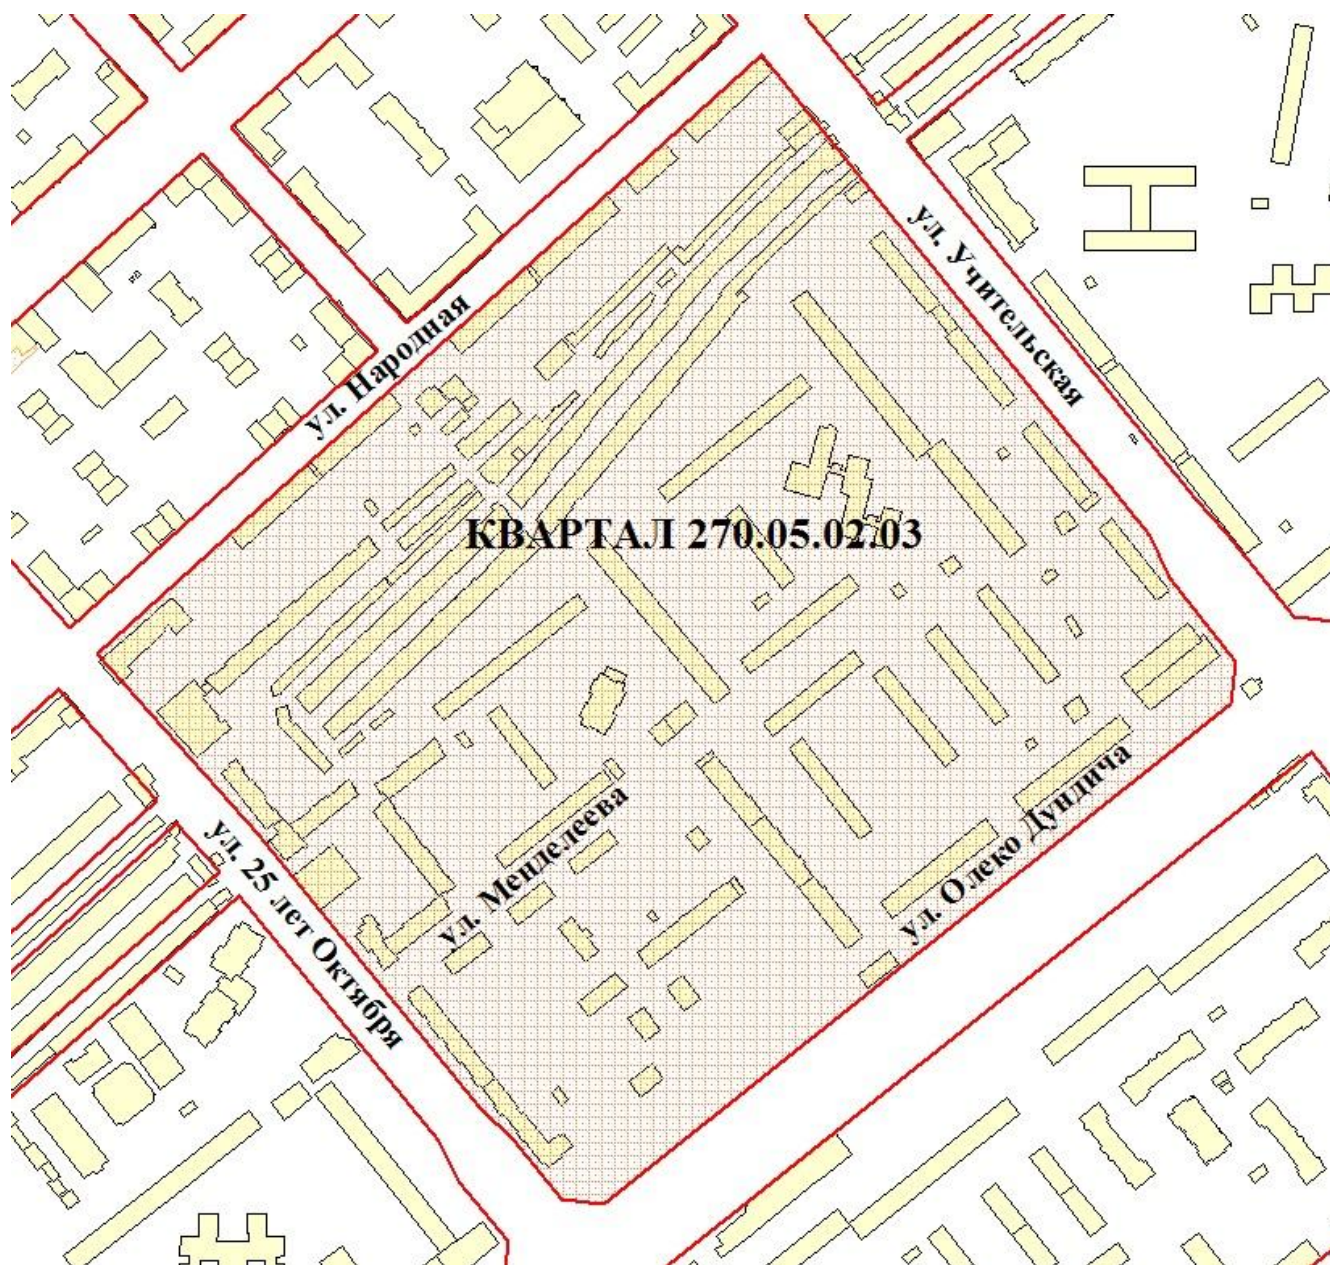 ул. Учительская
ул. Народная
КВАРТАЛ 270.05.02.03
ул. Менделеева
ул. Олеко Дундича
ул. 25 лет Октября